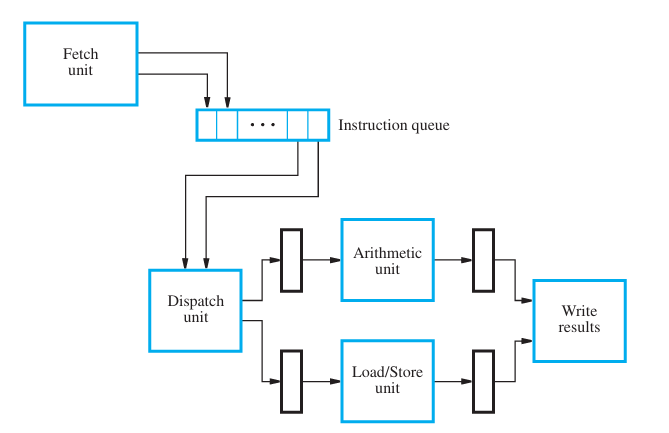 Fetch
unit
• • •
Instruction queue
Arithmetic
unit
Dispatch
unit
Write
results
Load/Store
unit